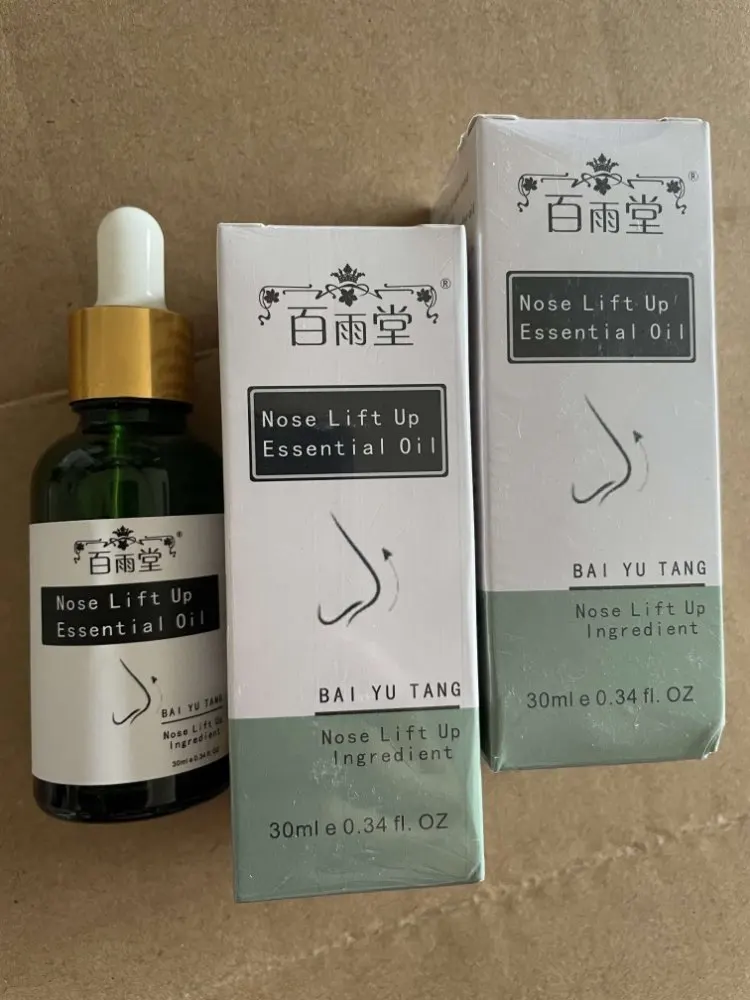 百雨堂
®
Nose Lift Up
Essential Oil
BAI YU TANG
Nose Lift Up
Ingredient
30ml e 0.34 fl. OZ
百雨堂
®
Nose Lift Up
Essential Oil
BAI YU TANG
Nose Lift Up
Ingredient
30ml e 0.34 fl. OZ
百雨堂
®
Nose Lift Up
Essential Oil
BAI YU TANG
Nose Lift Up
Ingredient
30ml e 0.34 fl. OZ